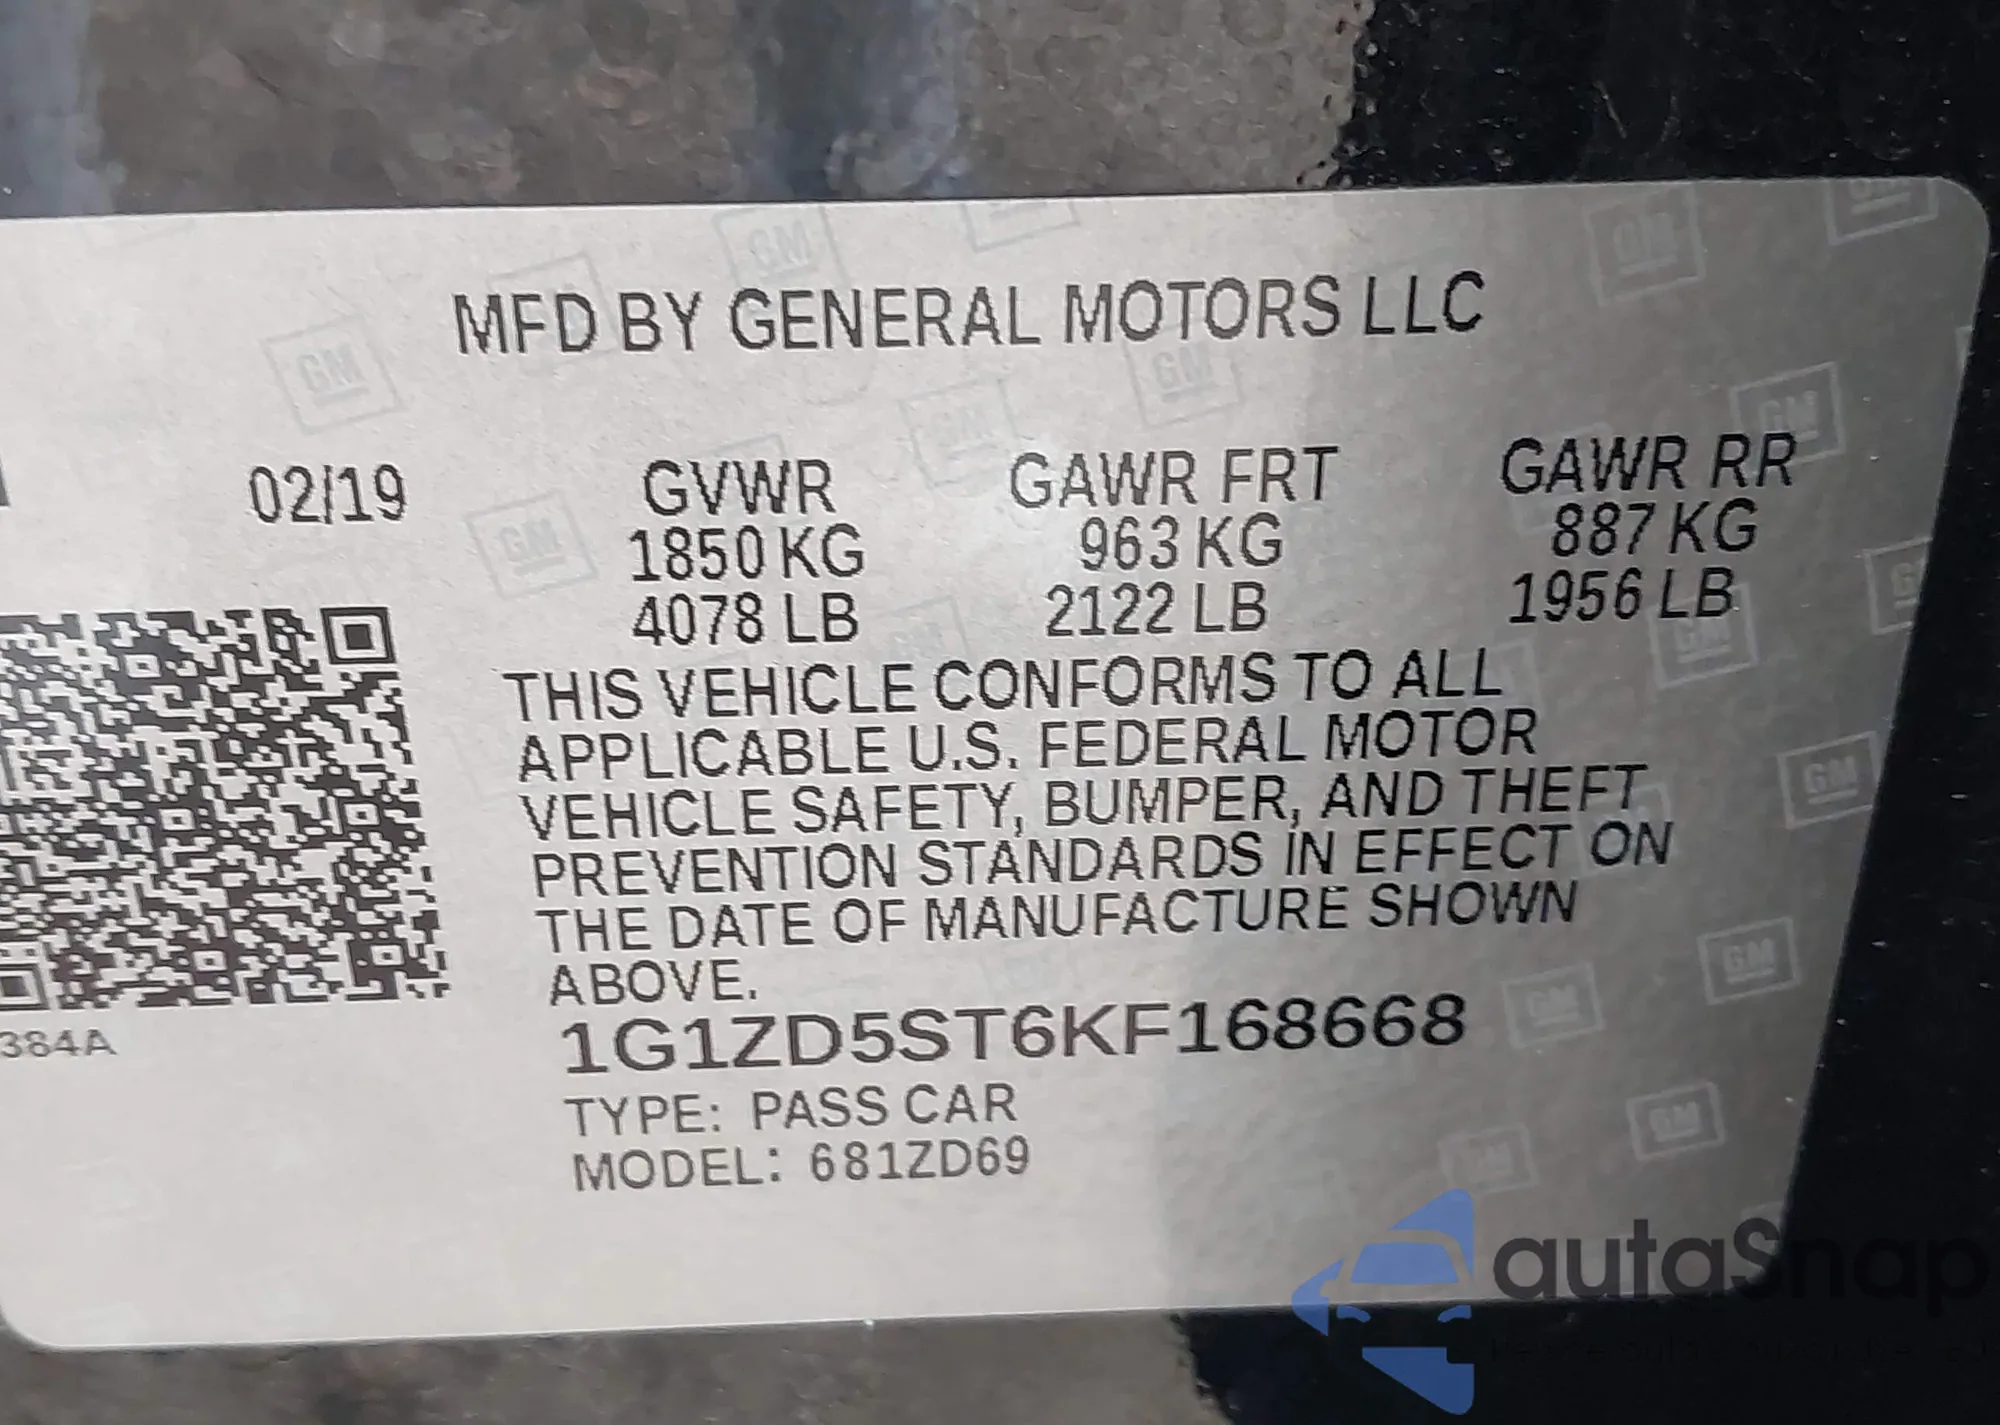 MFD BY GENERAL MOTORS LLC
02/19
GVWR
1850 KG
4078 LB
GAWR FRT
963 KG
2122 LB
GAWR RR
887 KG
1956 LB
THIS VEHICLE CONFORMS TO ALL
APPLICABLE U.S. FEDERAL MOTOR
VEHICLE SAFETY, BUMPER, AND THEFT
PREVENTION STANDARDS IN EFFECT ON
THE DATE OF MANUFACTURE SHOWN
ABOVE.
384A
1G1ZD5ST6KF168668
TYPE: PASS CAR
MODEL: 681ZD69
autaSnap